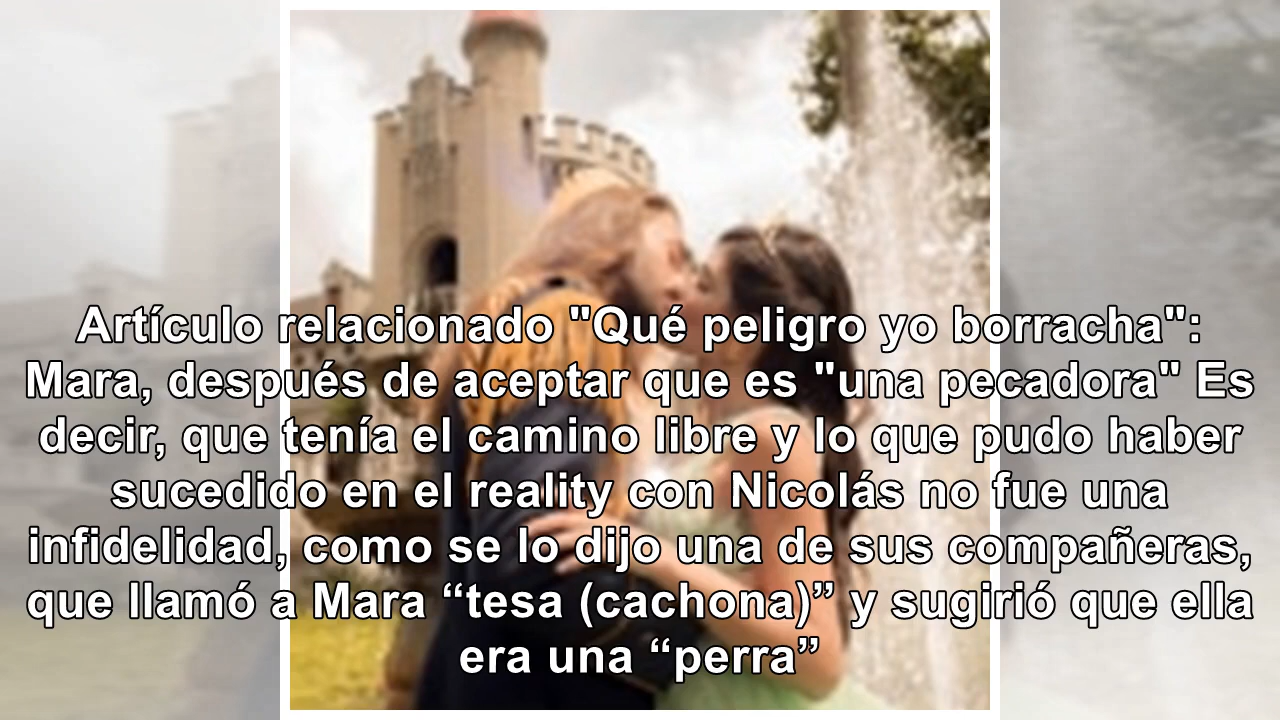 Artículo relacionado "Qué peligro yo borracha":
Mara, después de aceptar que es "una pecadora" Es
decir, que tenía el camino libre y lo que pudo haber
sucedido en el reality con Nicolás no fue una
infidelidad, como se lo dijo una de sus compañeras,
que llamó a Mara “tesa (cachona)” y sugirió que ella
era una “perra”